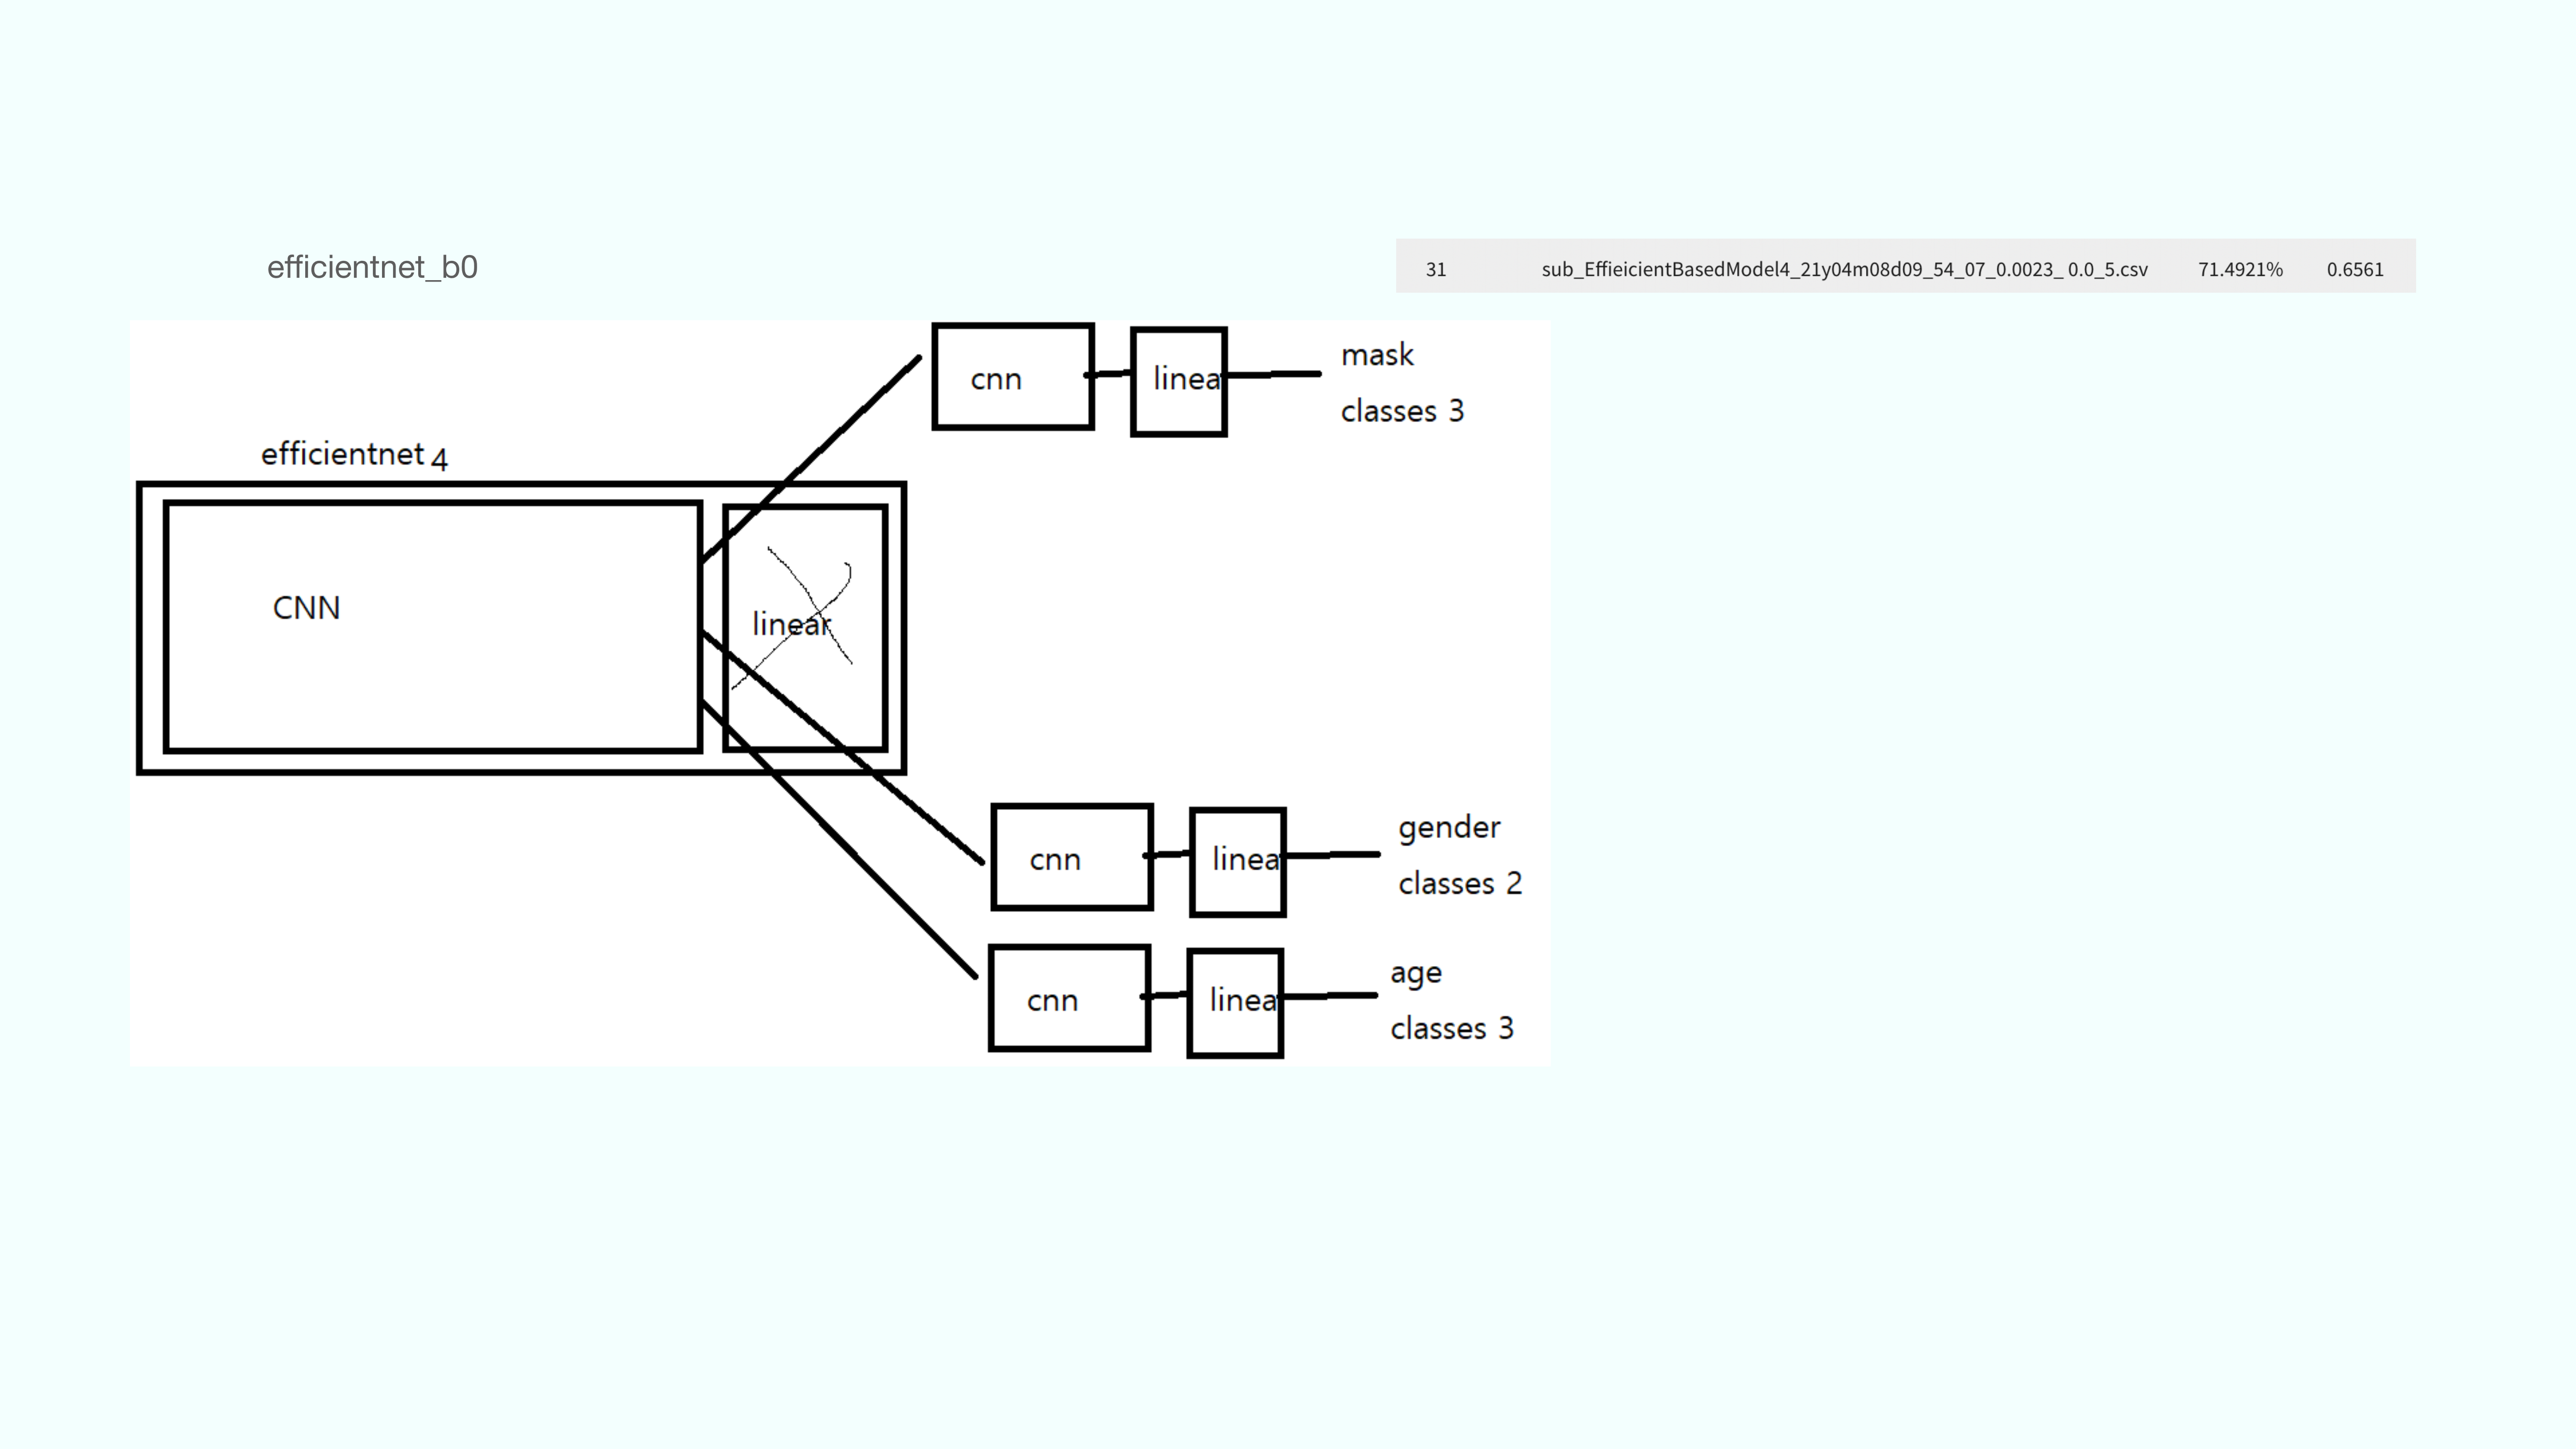 efficientnet_b0
31 sub_EffieicientBasedModel4_21y04m08d09_54_07_0.0023_ 0.0_5.csv 71.4921% 0.6561
cnn
linea
mask
classes 3
efficientnet 4
CNN
linear
cnn
linea
gender
classes 2
cnn
linea
age
classes 3